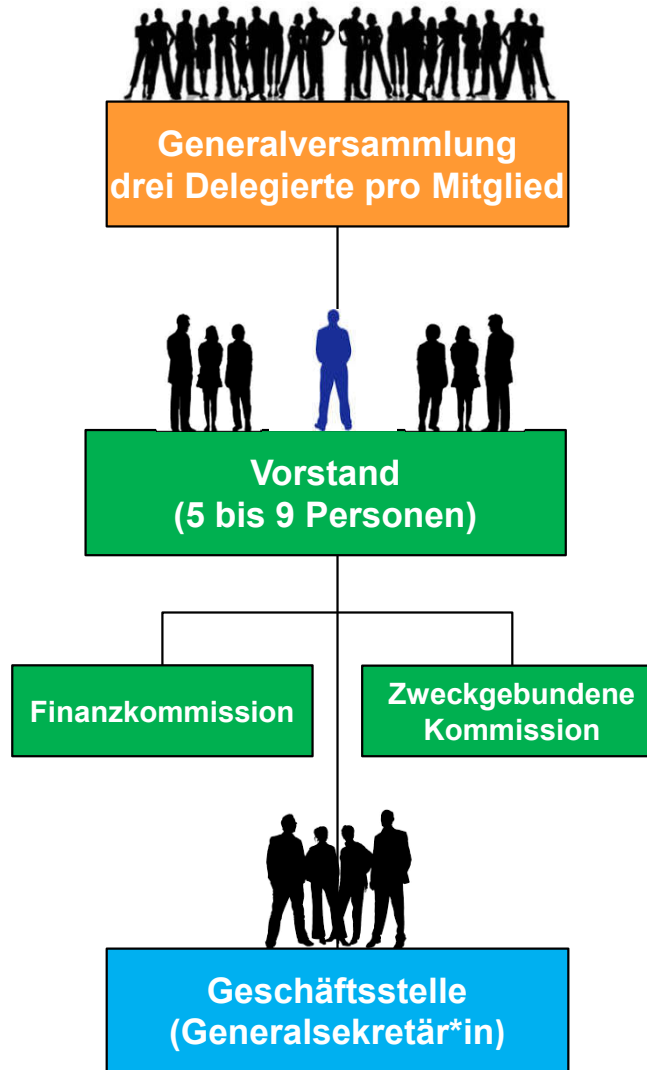 Generalversammlung
drei Delegierte pro Mitglied
Vorstand
(5 bis 9 Personen)
Finanzkommission
Zweckgebundene
Kommission
Geschäftsstelle
(Generalsekretär*in)